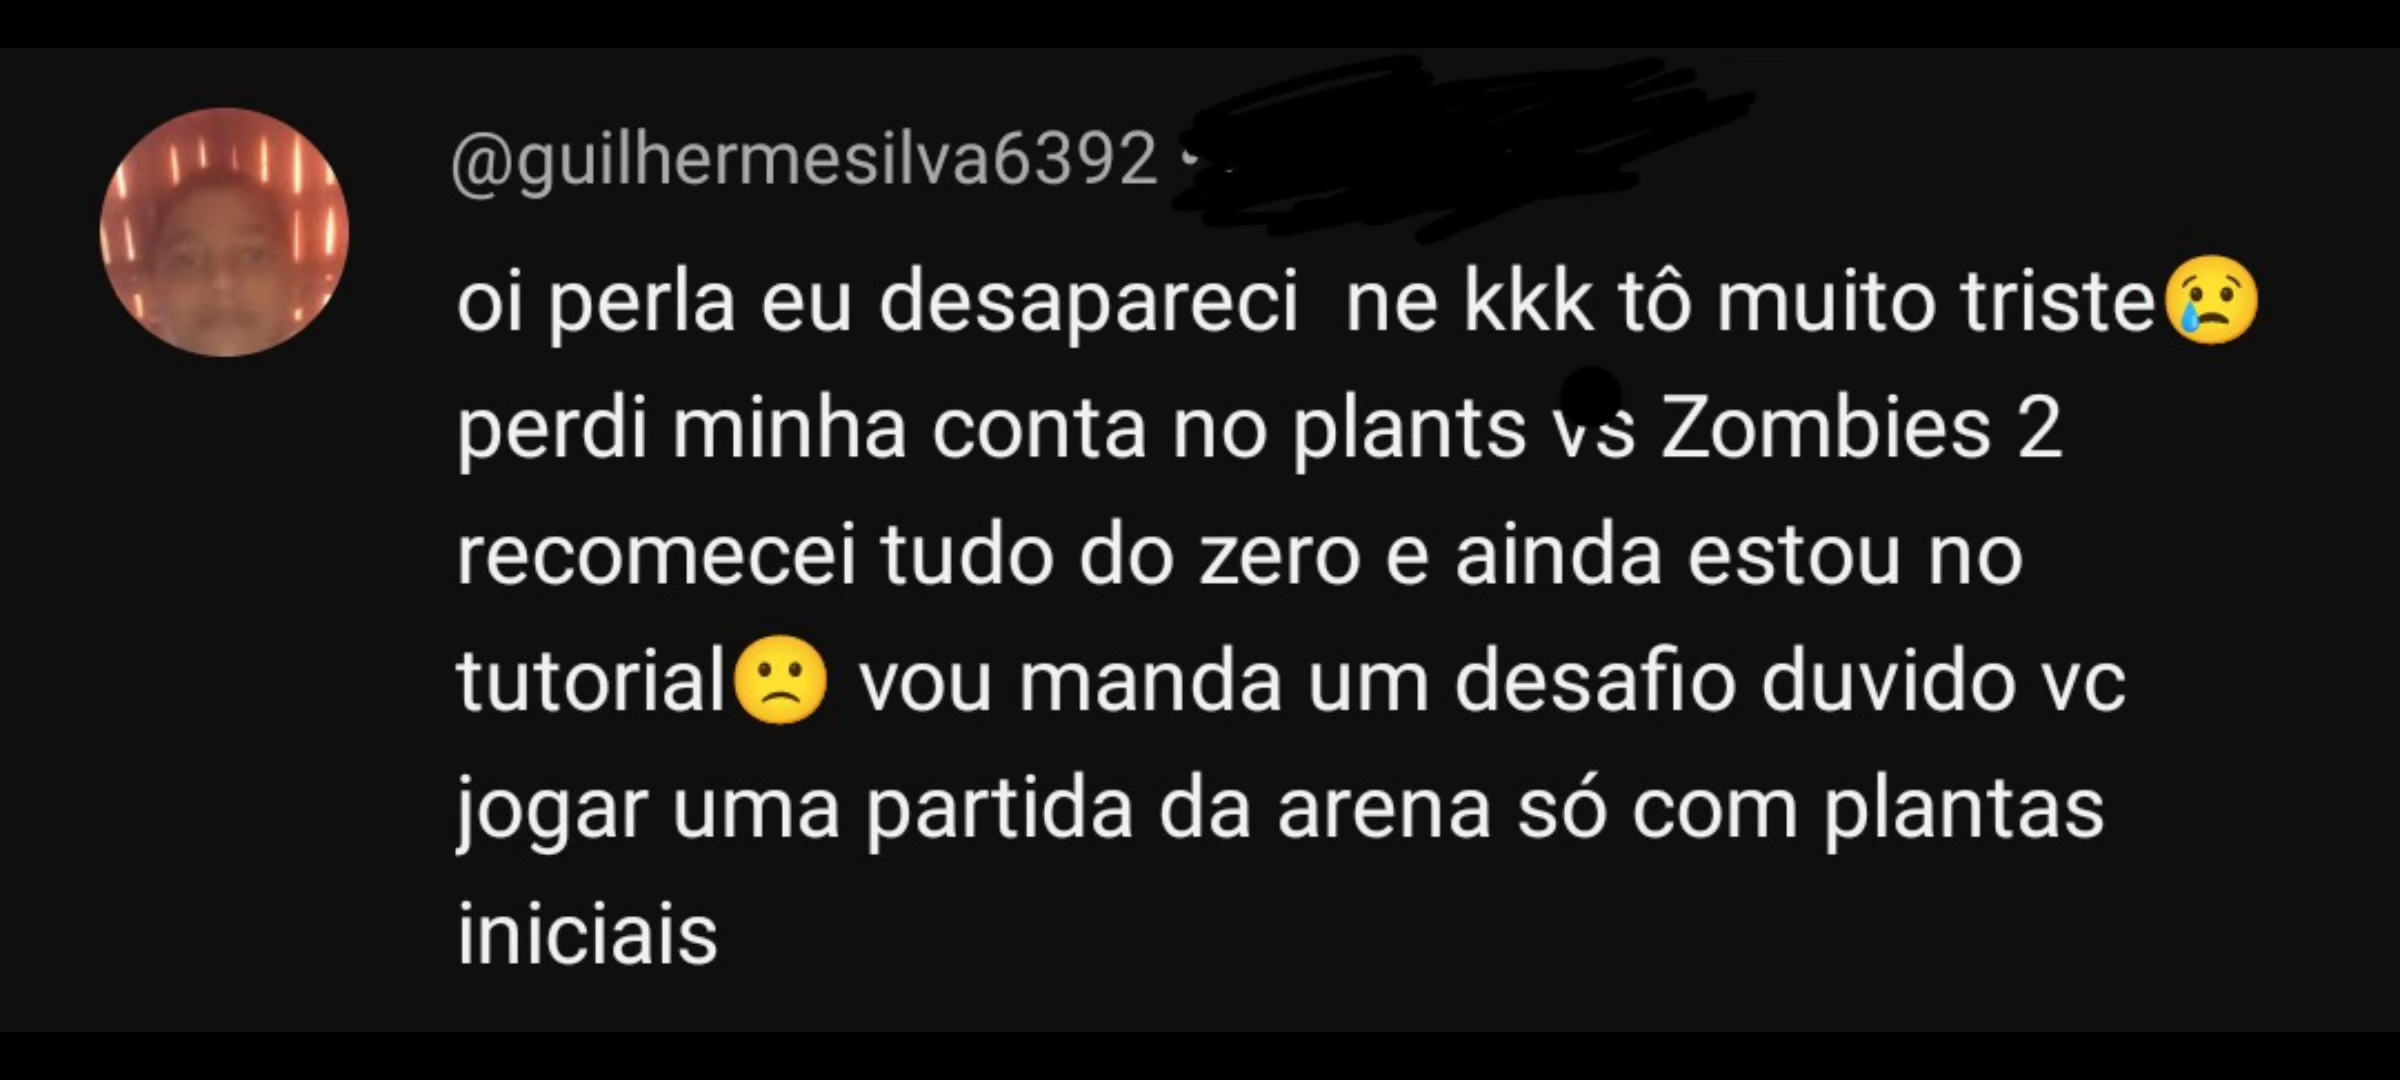 @guilhermesilva6392 •
oi perla eu desapareci  ne kkk tô muito triste😢
perdi minha conta no plants vs Zombies 2
recomecei tudo do zero e ainda estou no
tutorial🙁 vou manda um desafio duvido vc
jogar uma partida da arena só com plantas
iniciais